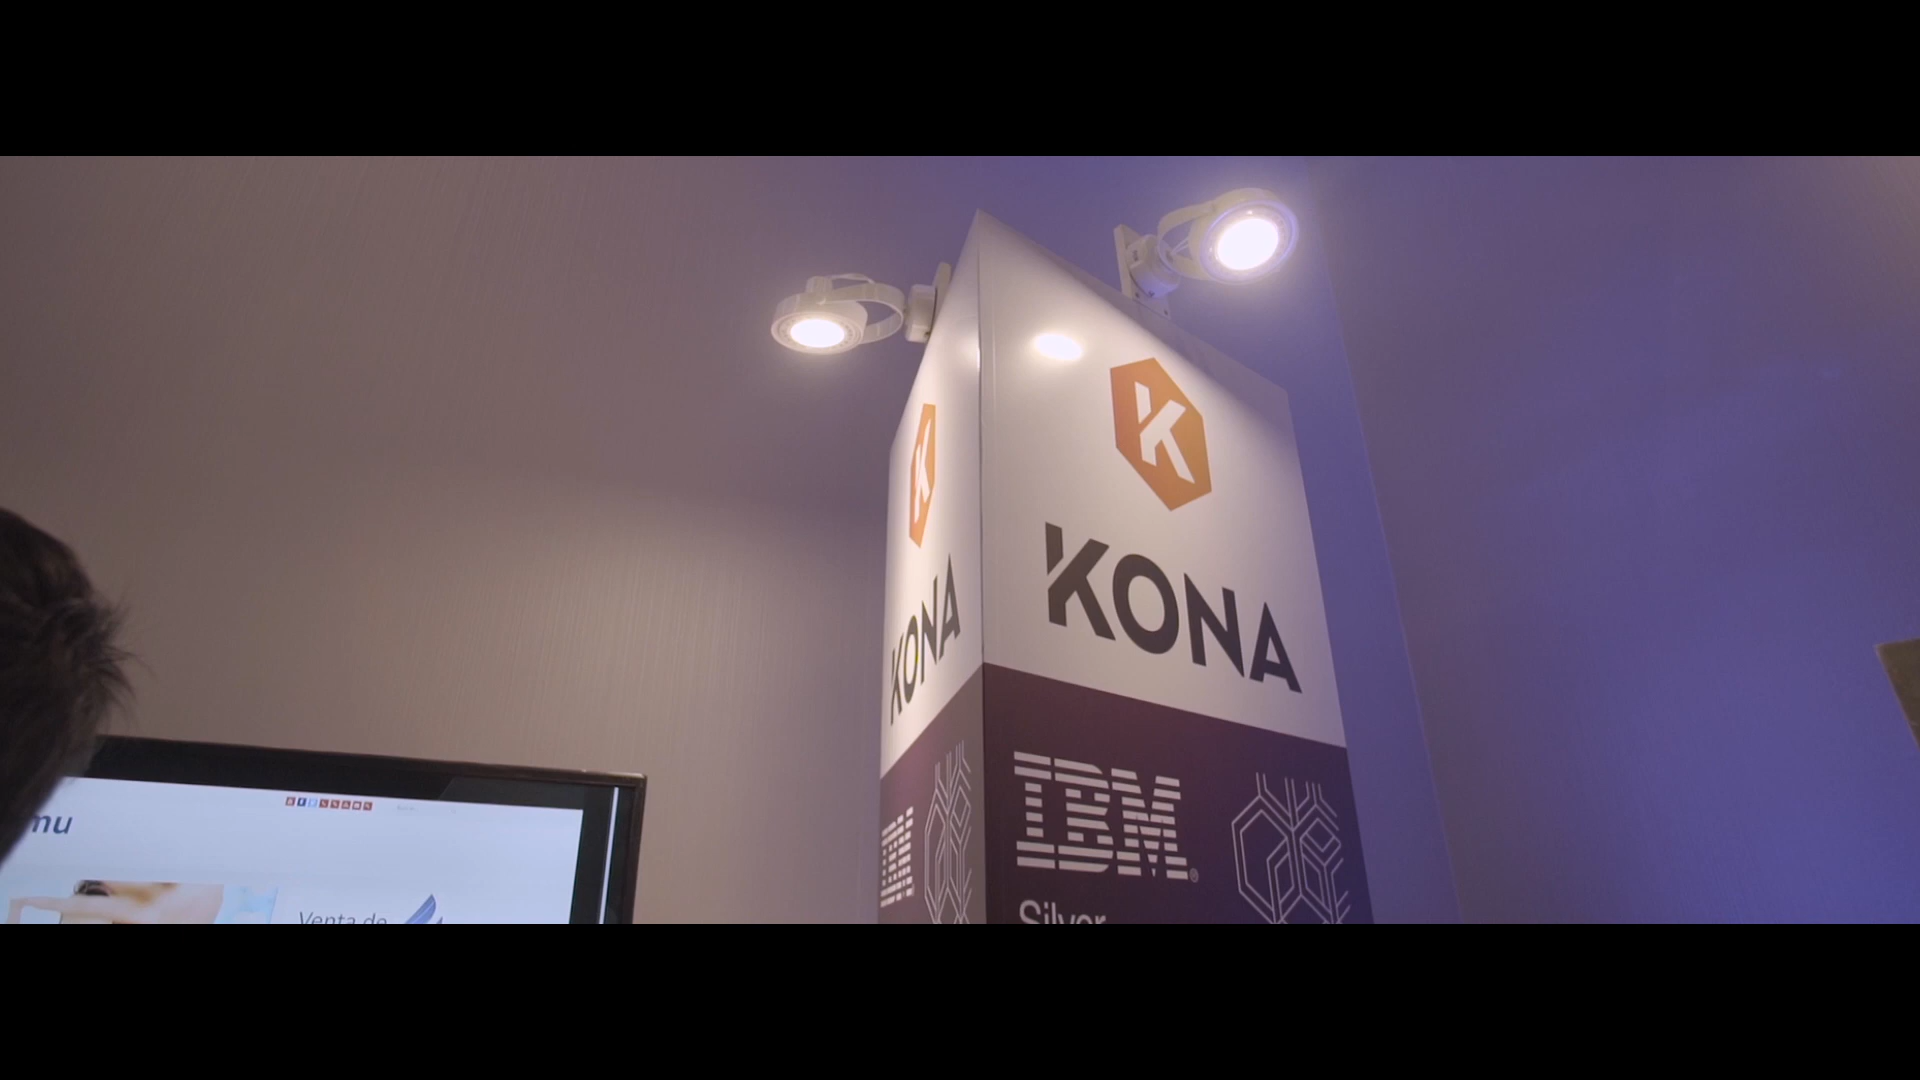 K
KONA
K
KONA
IBM
IBM®
Silver
mu
Venta de